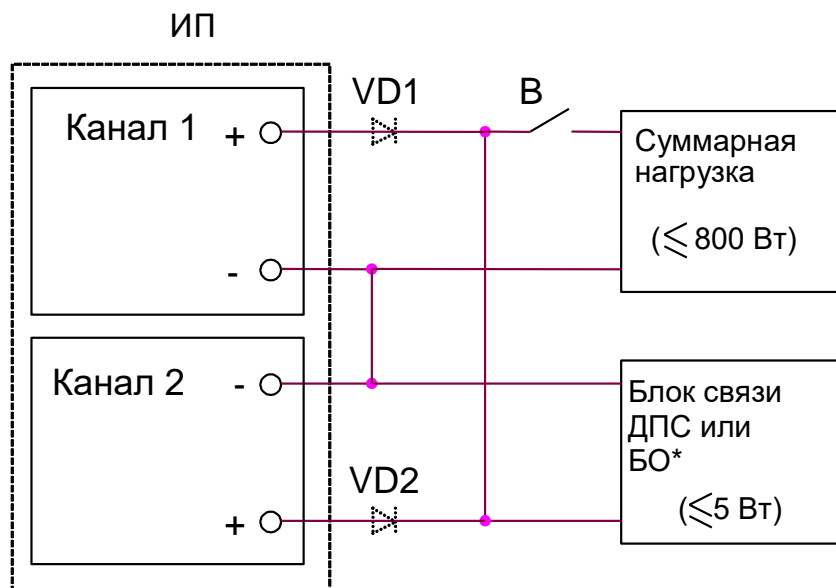 ИП
VD1
В
Канал 1
+
-
Суммарная
нагрузка
(⩽ 800 Вт)
Канал 2
-
+
VD2
Блок связи
ДПС или
БО*
(⩽5 Вт)